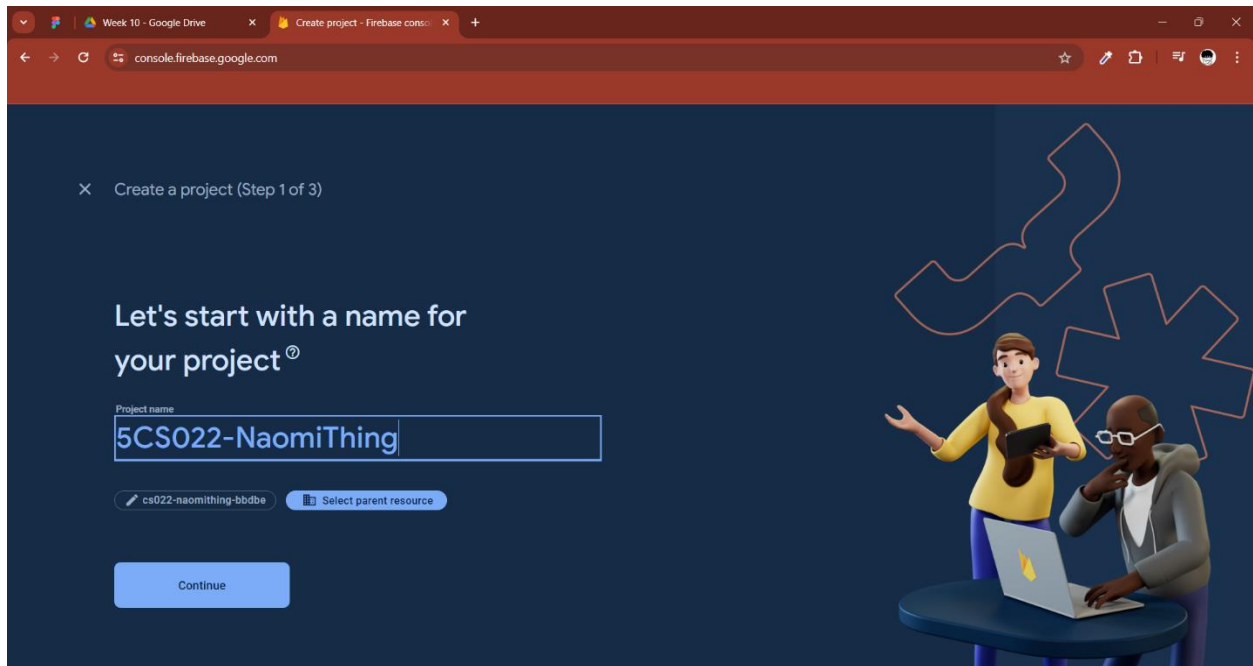 Week 10 - Google Drive
Create project - Firebase conso
console.firebase.google.com
Create a project (Step 1 of 3)
Let's start with a name for
your project
Project name
5CS022-NaomiThing
cs022-naomithing-bbdbe
Select parent resource
Continue